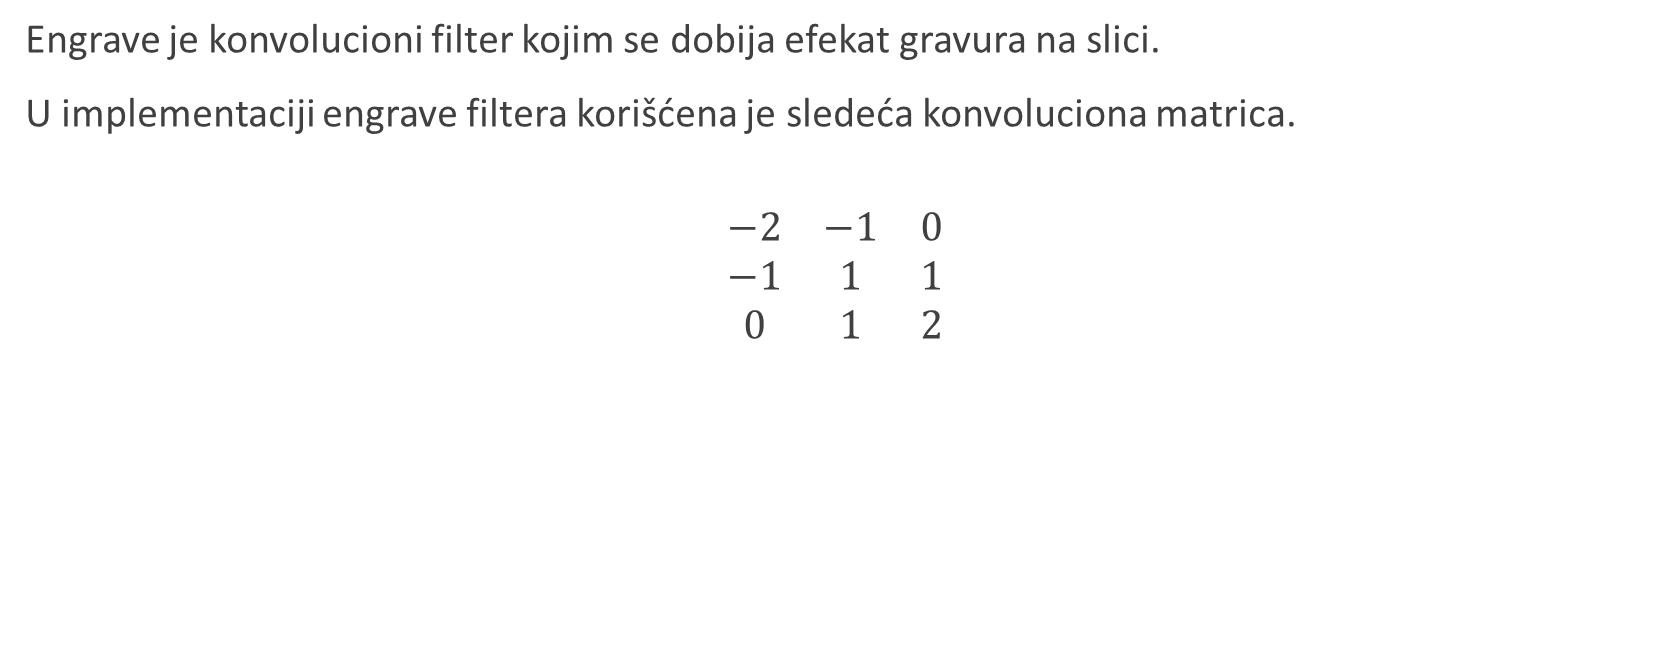 Engrave je konvolucioni filter kojim se dobija efekat gravura na slici.
U implementaciji engrave filtera korišćena je sledeća konvoluciona matrica.
−2 −1 0
−1 1 1
0 1 2